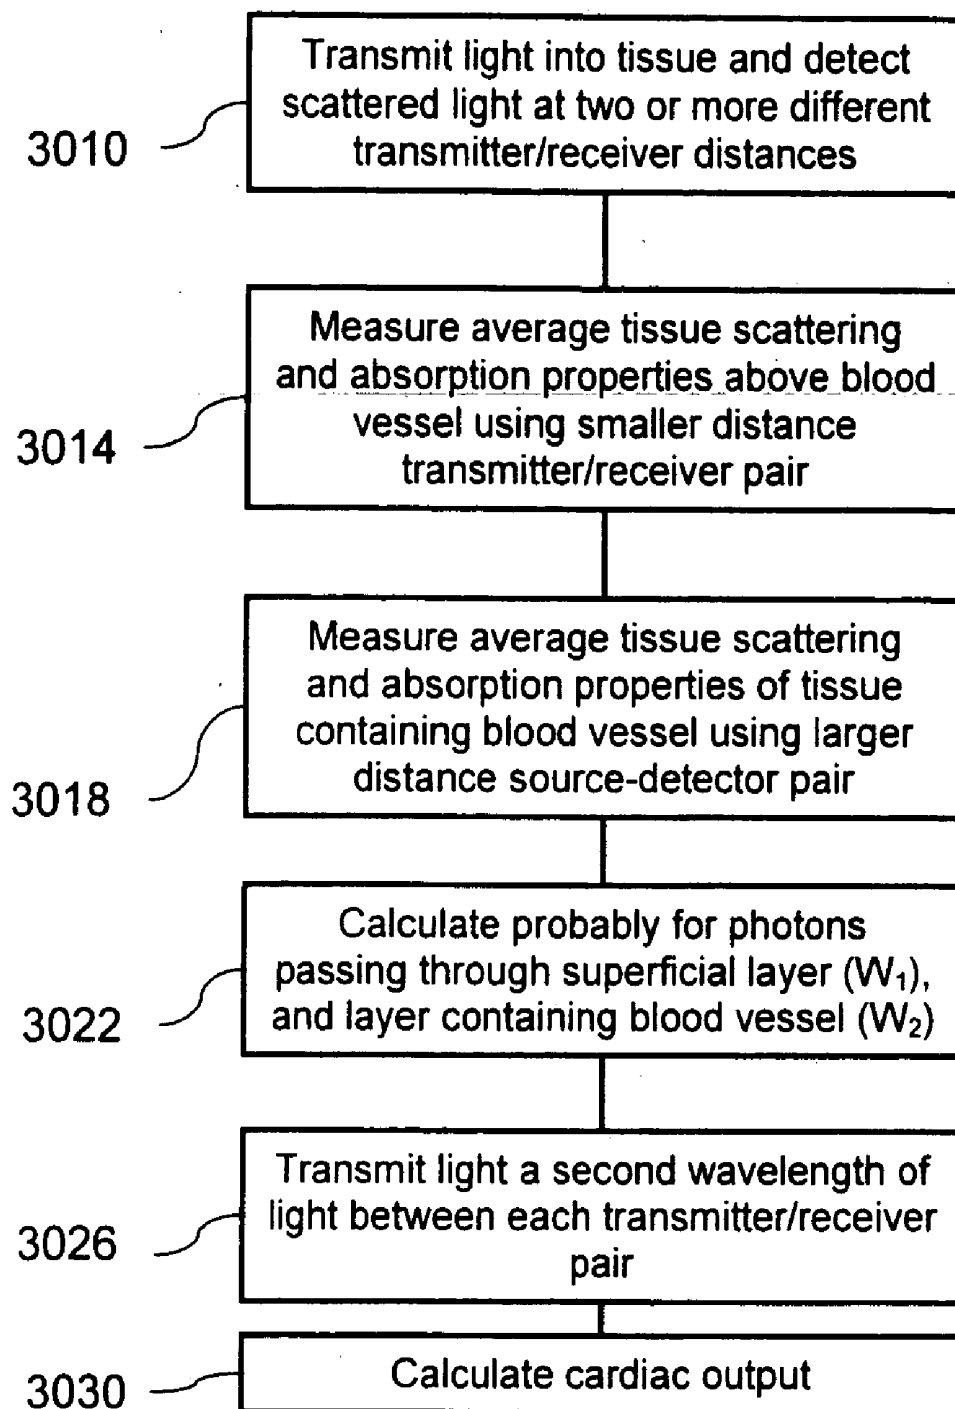 Transmit light into tissue and detect
scattered light at two or more different
transmitter/receiver distances
3010
Measure average tissue scattering
and absorption properties above blood
vessel using smaller distance
transmitter/receiver pair
3014
Measure average tissue scattering
and absorption properties of tissue
containing blood vessel using larger
distance source-detector pair
3018
Calculate probably for photons
passing through superficial layer (W₁),
and layer containing blood vessel (W₂)
3022
Transmit light a second wavelength of
light between each transmitter/receiver
pair
3026
Calculate cardiac output
3030